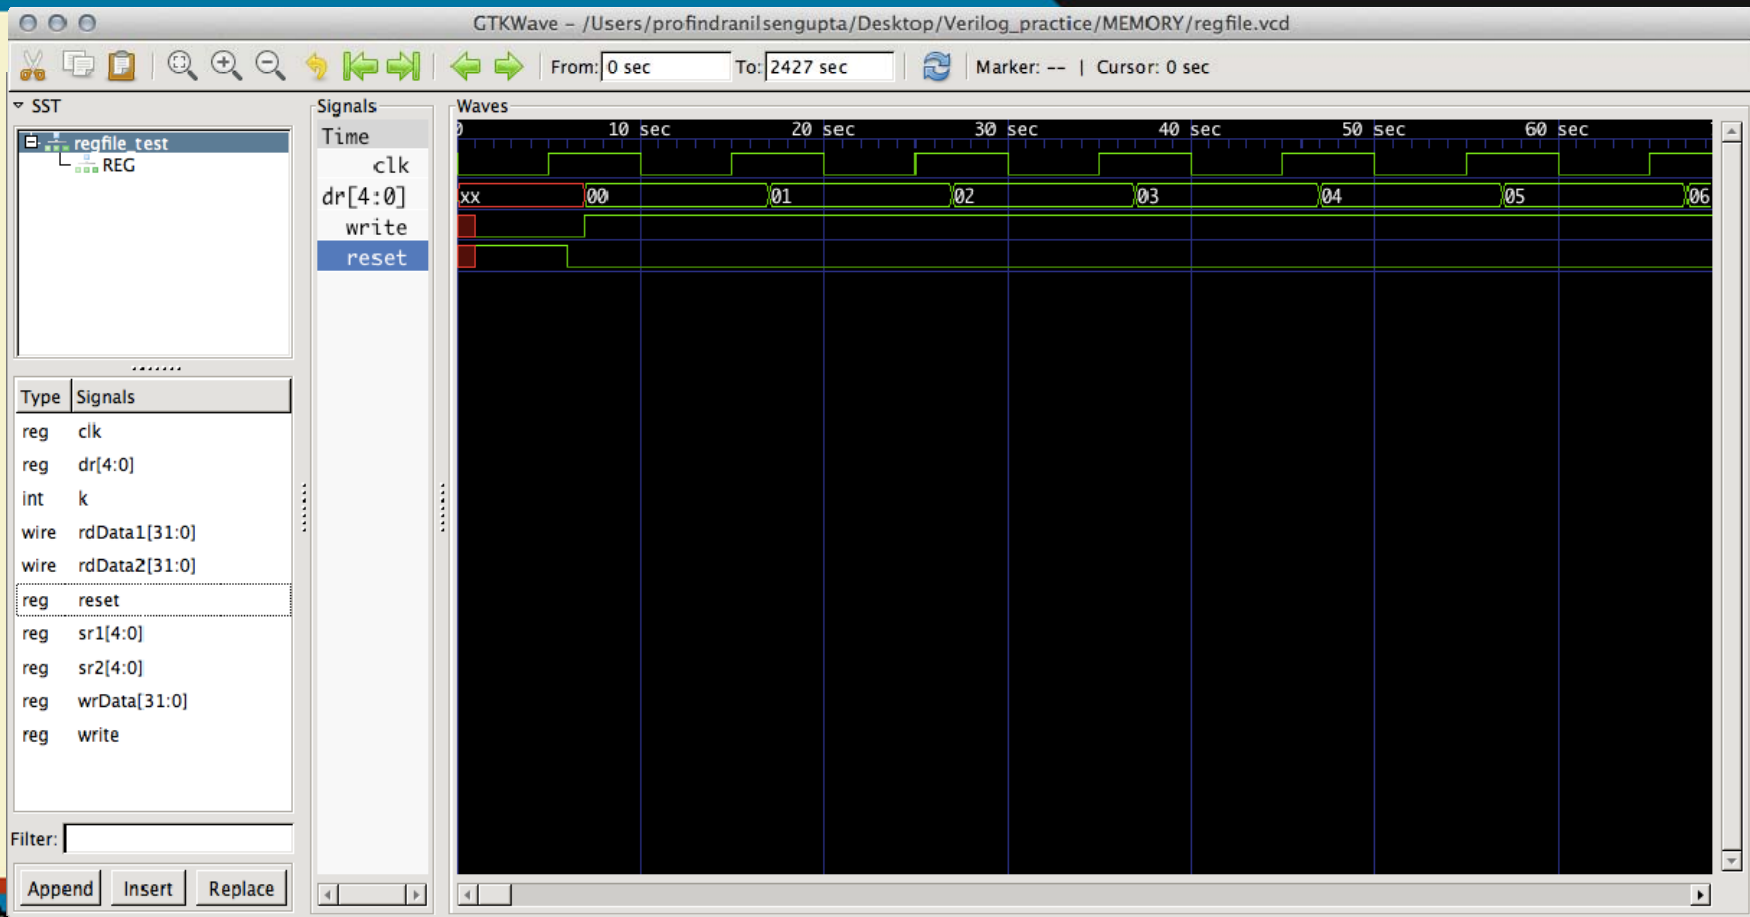 GTKWave - /Users/profindranilsengupta/Desktop/Verilog_practice/MEMORY/regfile.vcd
From: 0 sec To: 2427 sec Marker: -- | Cursor: 0 sec
SST
regfile_test
REG
Type Signals
reg clk
reg dr[4:0]
int k
wire rdData1[31:0]
wire rdData2[31:0]
reg reset
reg sr1[4:0]
reg sr2[4:0]
reg wrData[31:0]
reg write
Filter:
Append Insert Replace
Signals
Time
clk
dr[4:0]
write
reset
Waves
0 10 sec 20 sec 30 sec 40 sec 50 sec 60 sec
xx 00 01 02 03 04 05 06